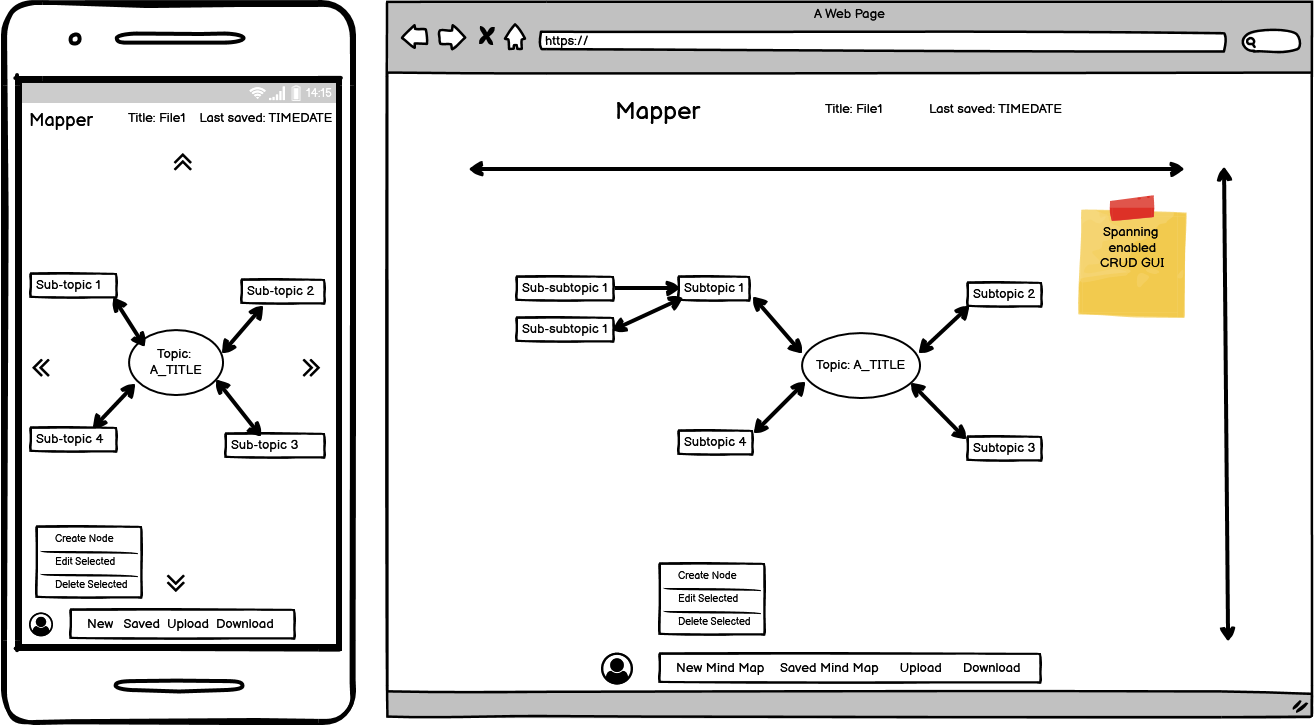 14:15
Mapper
Title: File1
Last saved: TIMEDATE
Sub-topic 1
Sub-topic 2
Topic:
A_TITLE
Sub-topic 4
Sub-topic 3
Create Node
Edit Selected
Delete Selected
New Saved Upload Download
A Web Page
https://
Mapper
Title: File1
Last saved: TIMEDATE
Spanning
enabled
CRUD GUI
Sub-subtopic 1
Subtopic 1
Subtopic 2
Sub-subtopic 1
Topic: A_TITLE
Subtopic 4
Subtopic 3
Create Node
Edit Selected
Delete Selected
New Mind Map Saved Mind Map Upload Download